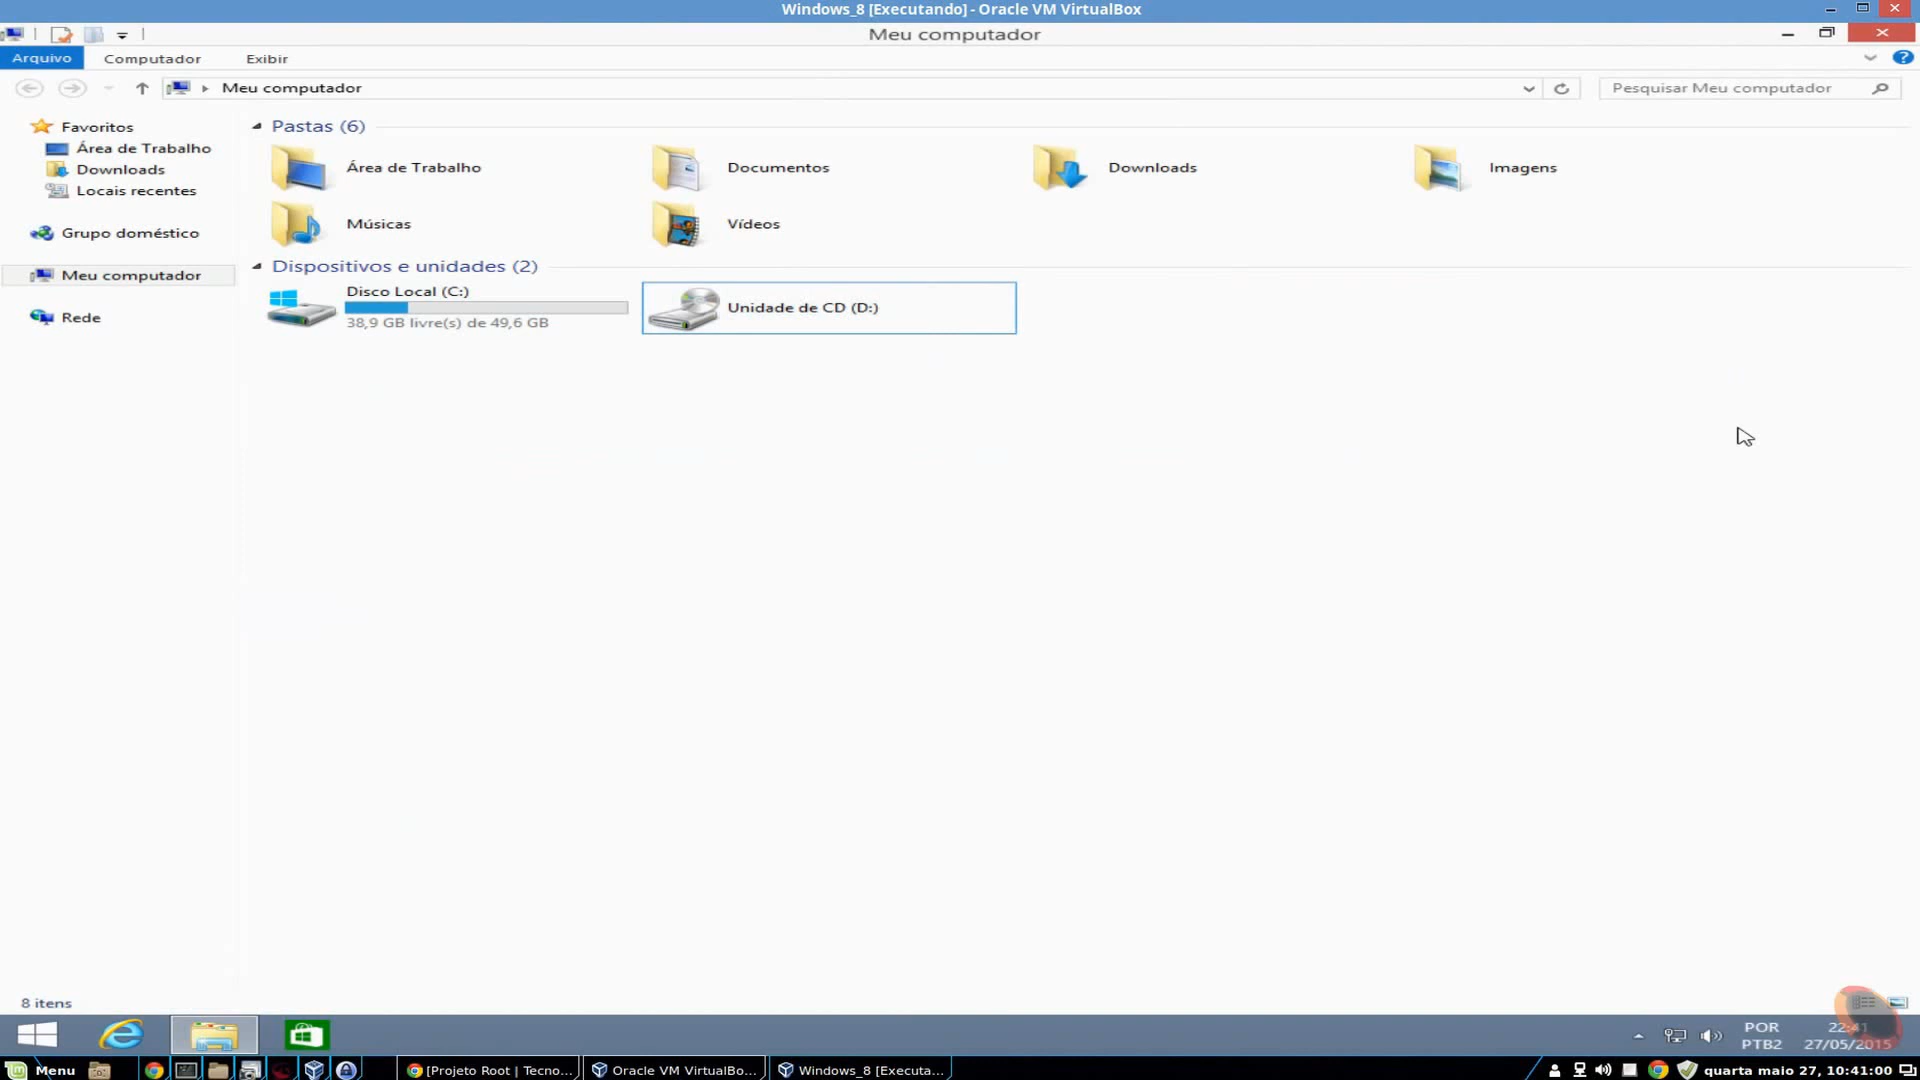 Windows_8 [Executando] - Oracle VM VirtualBox
Meu computador
Arquivo Computador Exibir
Meu computador
Pesquisar Meu computador
Favoritos
Área de Trabalho
Downloads
Locais recentes
Grupo doméstico
Meu computador
Rede
Pastas (6)
Área de Trabalho Documentos Downloads Imagens
Músicas Vídeos
Dispositivos e unidades (2)
Disco Local (C:)
38,9 GB livre(s) de 49,6 GB
Unidade de CD (D:)
8 itens
POR 22:41
PTB2 27/05/2015
Menu [Projeto Root | Tecno... Oracle VM VirtualBo... Windows_8 [Executa... quarta maio 27, 10:41:00